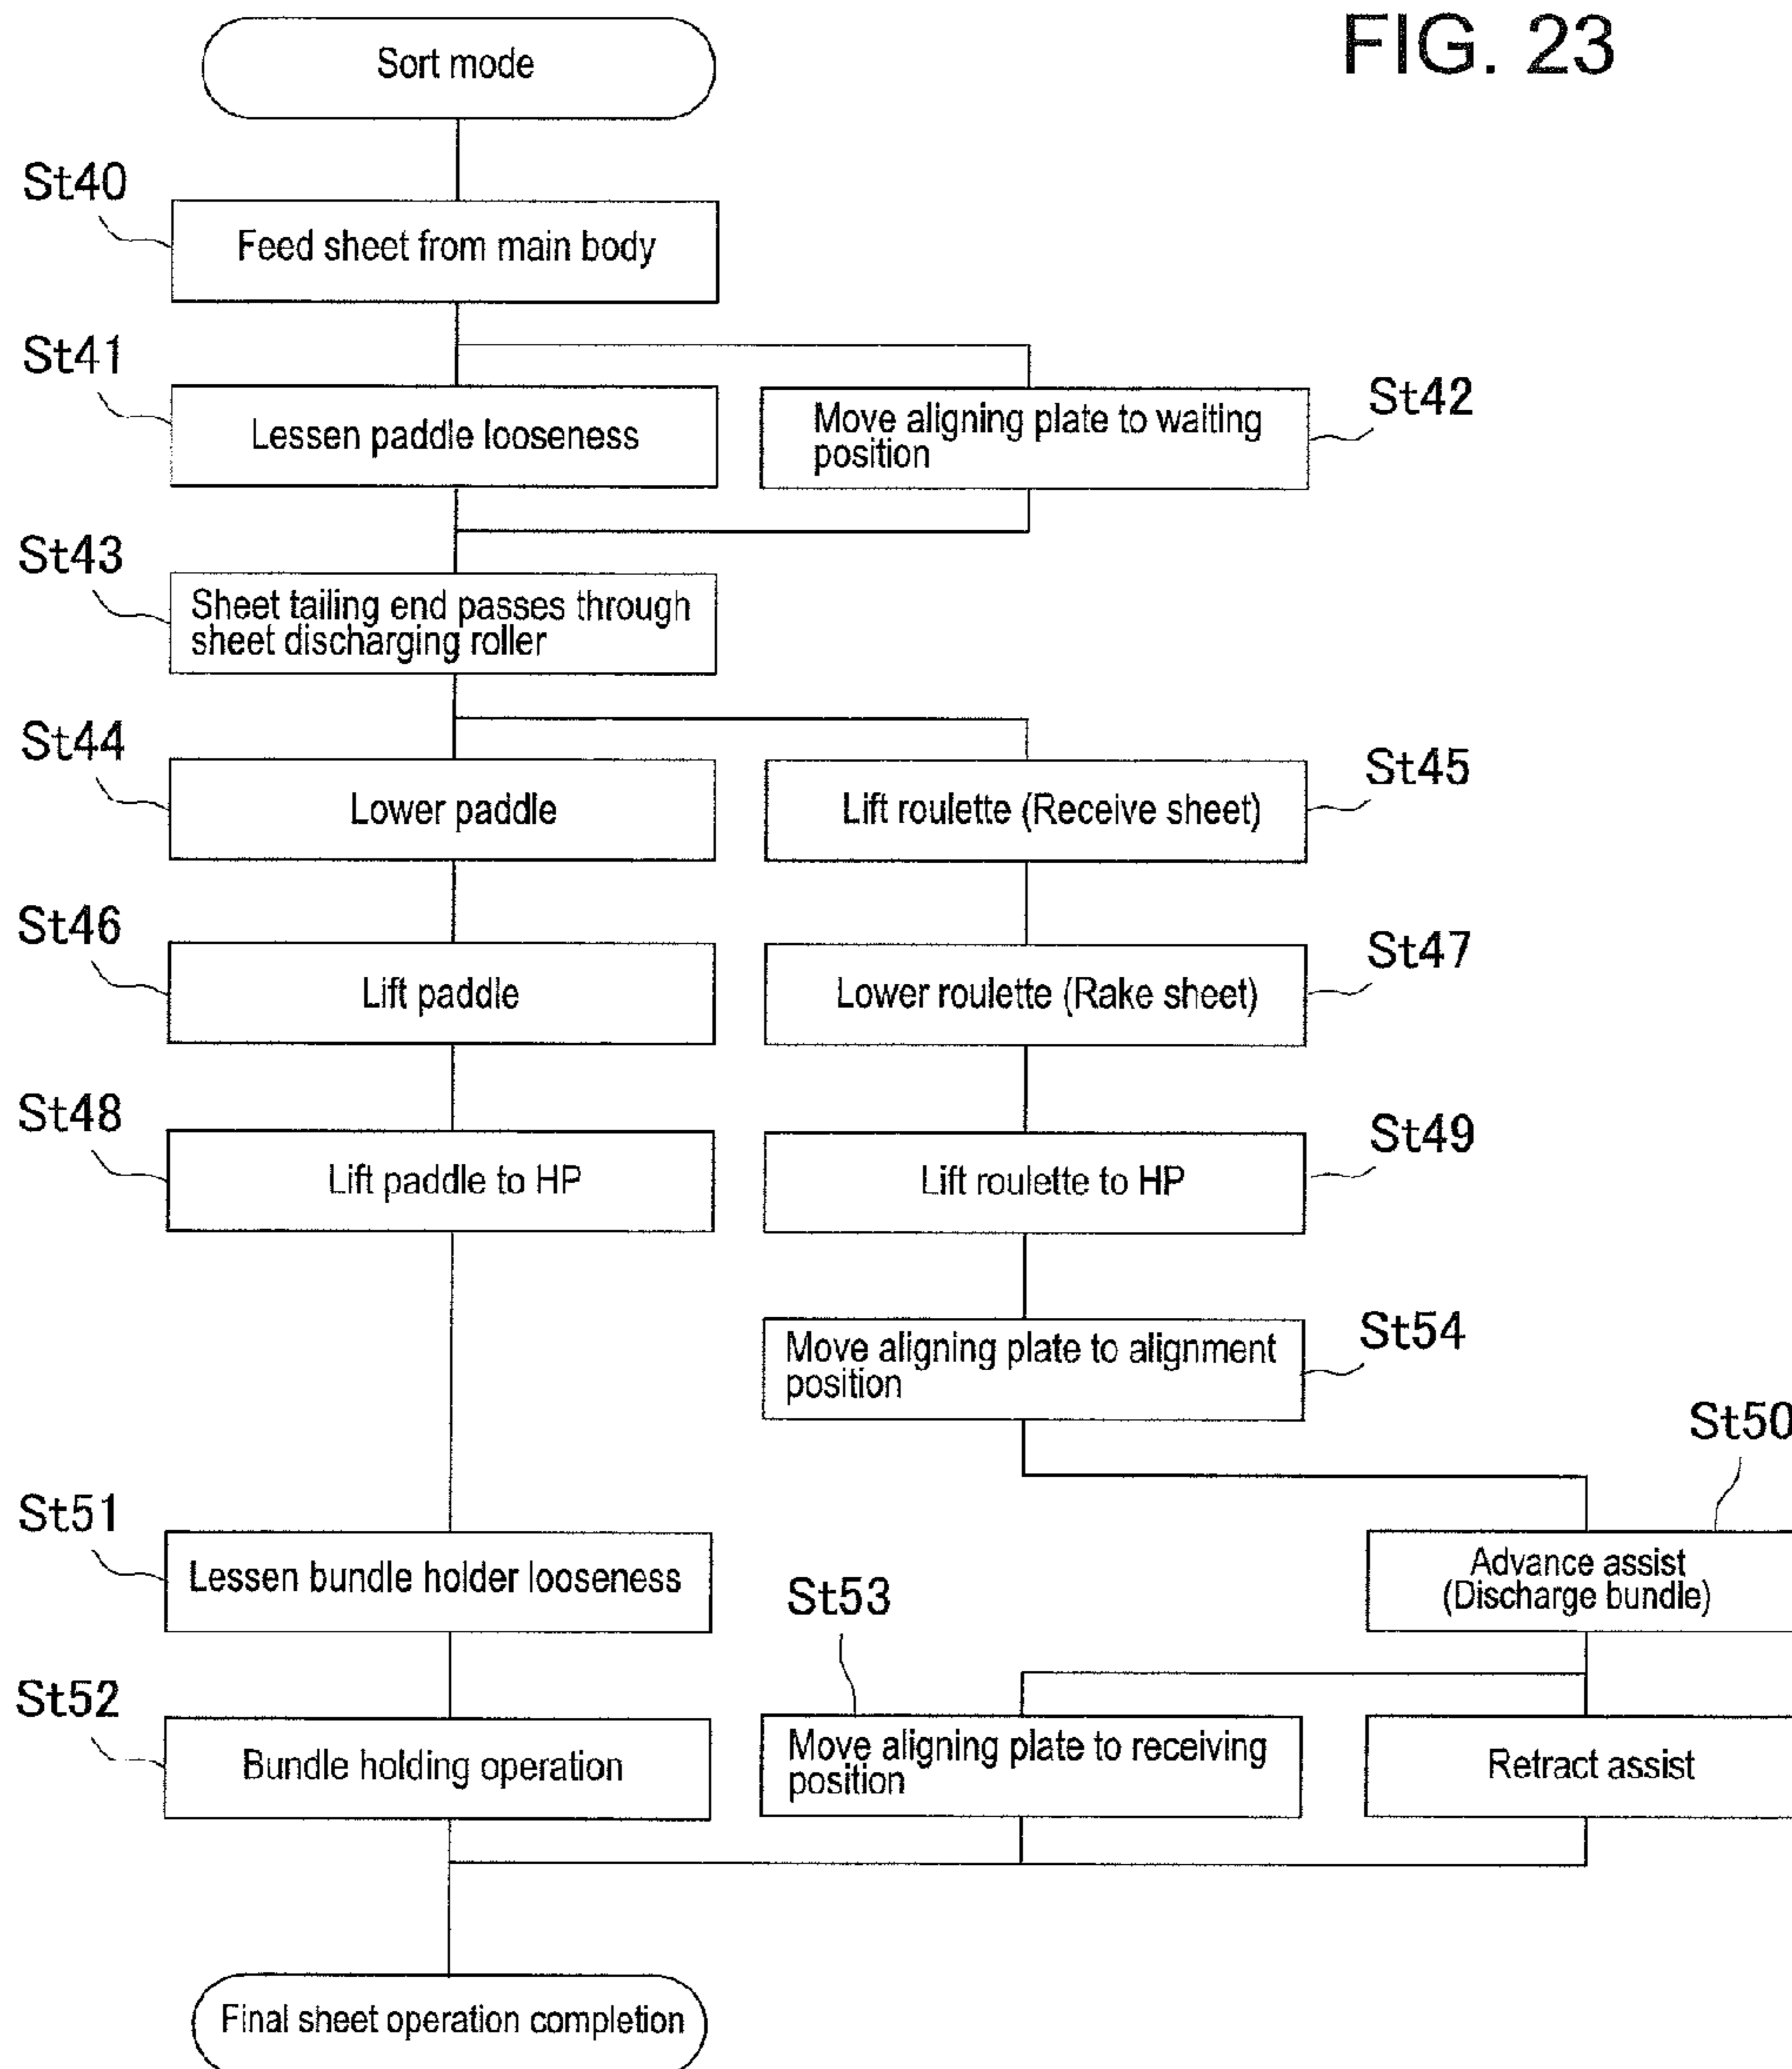 FIG. 23
Sort mode
St40
Feed sheet from main body
St41
Lessen paddle looseness
Move aligning plate to waiting
position
St42
St43
Sheet tailing end passes through
sheet discharging roller
St44
Lower paddle
Lift roulette (Receive sheet)
St45
St46
Lift paddle
Lower roulette (Rake sheet)
St47
St48
Lift paddle to HP
Lift roulette to HP
St49
Move aligning plate to alignment
position
St54
St50
Advance assist
(Discharge bundle)
St51
Lessen bundle holder looseness
St53
St52
Bundle holding operation
Move aligning plate to receiving
position
Retract assist
Final sheet operation completion